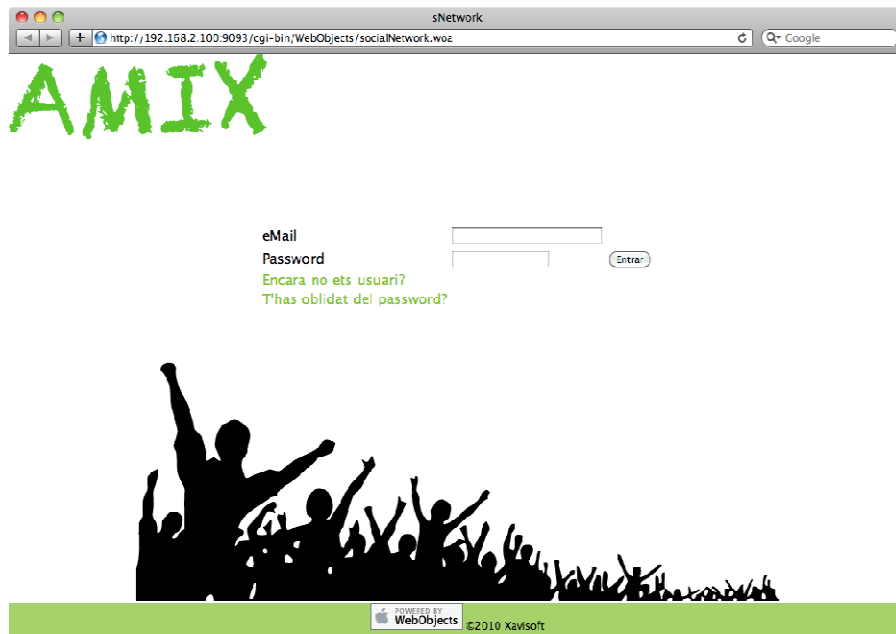 sNetwork
http://192.168.2.100:9093/cgi-bin/WebObjects/socialNetwork.woa
Google
AMIX
eMail
Password
Entrar
Encara no ets usuari?
T'has oblidat del password?
POWERED BY
WebObjects
©2010 Xavisoft